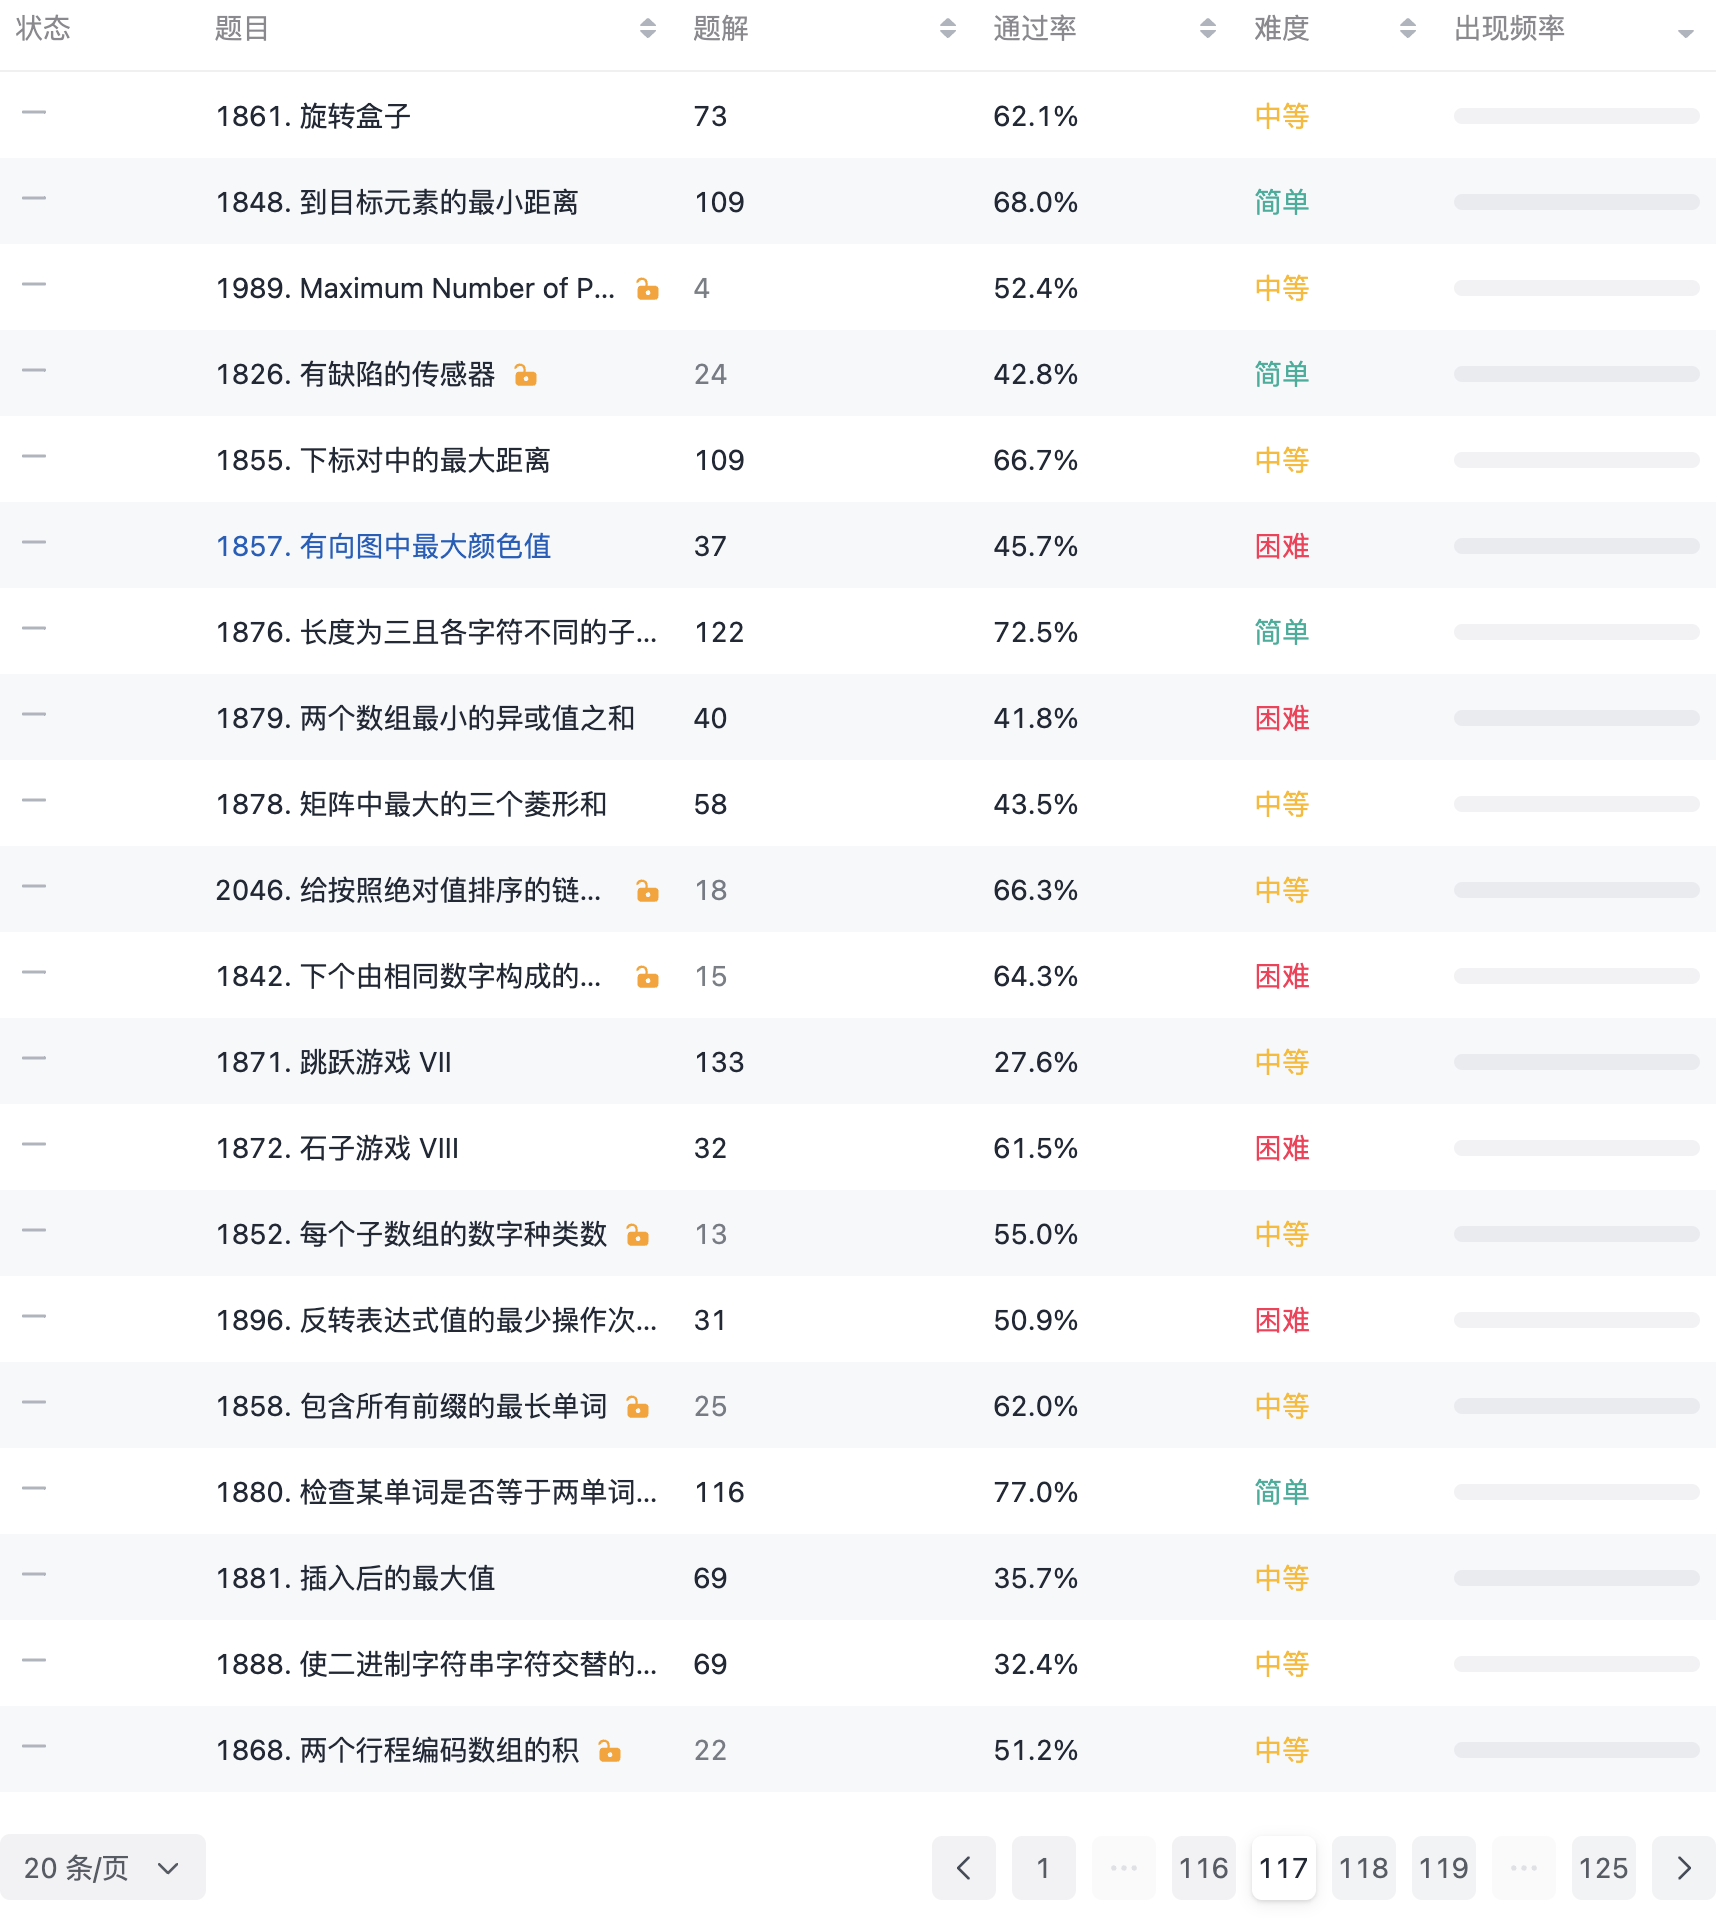 状态 题目 题解 通过率 难度 出现频率
1861. 旋转盒子 73 62.1% 中等
1848. 到目标元素的最小距离 109 68.0% 简单
1989. Maximum Number of P... 4 52.4% 中等
1826. 有缺陷的传感器 24 42.8% 简单
1855. 下标对中的最大距离 109 66.7% 中等
1857. 有向图中最大颜色值 37 45.7% 困难
1876. 长度为三且各字符不同的子... 122 72.5% 简单
1879. 两个数组最小的异或值之和 40 41.8% 困难
1878. 矩阵中最大的三个菱形和 58 43.5% 中等
2046. 给按照绝对值排序的链... 18 66.3% 中等
1842. 下个由相同数字构成的... 15 64.3% 困难
1871. 跳跃游戏 VII 133 27.6% 中等
1872. 石子游戏 VIII 32 61.5% 困难
1852. 每个子数组的数字种类数 13 55.0% 中等
1896. 反转表达式值的最少操作次... 31 50.9% 困难
1858. 包含所有前缀的最长单词 25 62.0% 中等
1880. 检查某单词是否等于两单词... 116 77.0% 简单
1881. 插入后的最大值 69 35.7% 中等
1888. 使二进制字符串字符交替的... 69 32.4% 中等
1868. 两个行程编码数组的积 22 51.2% 中等
20 条/页 1 ... 116 117 118 119 ... 125